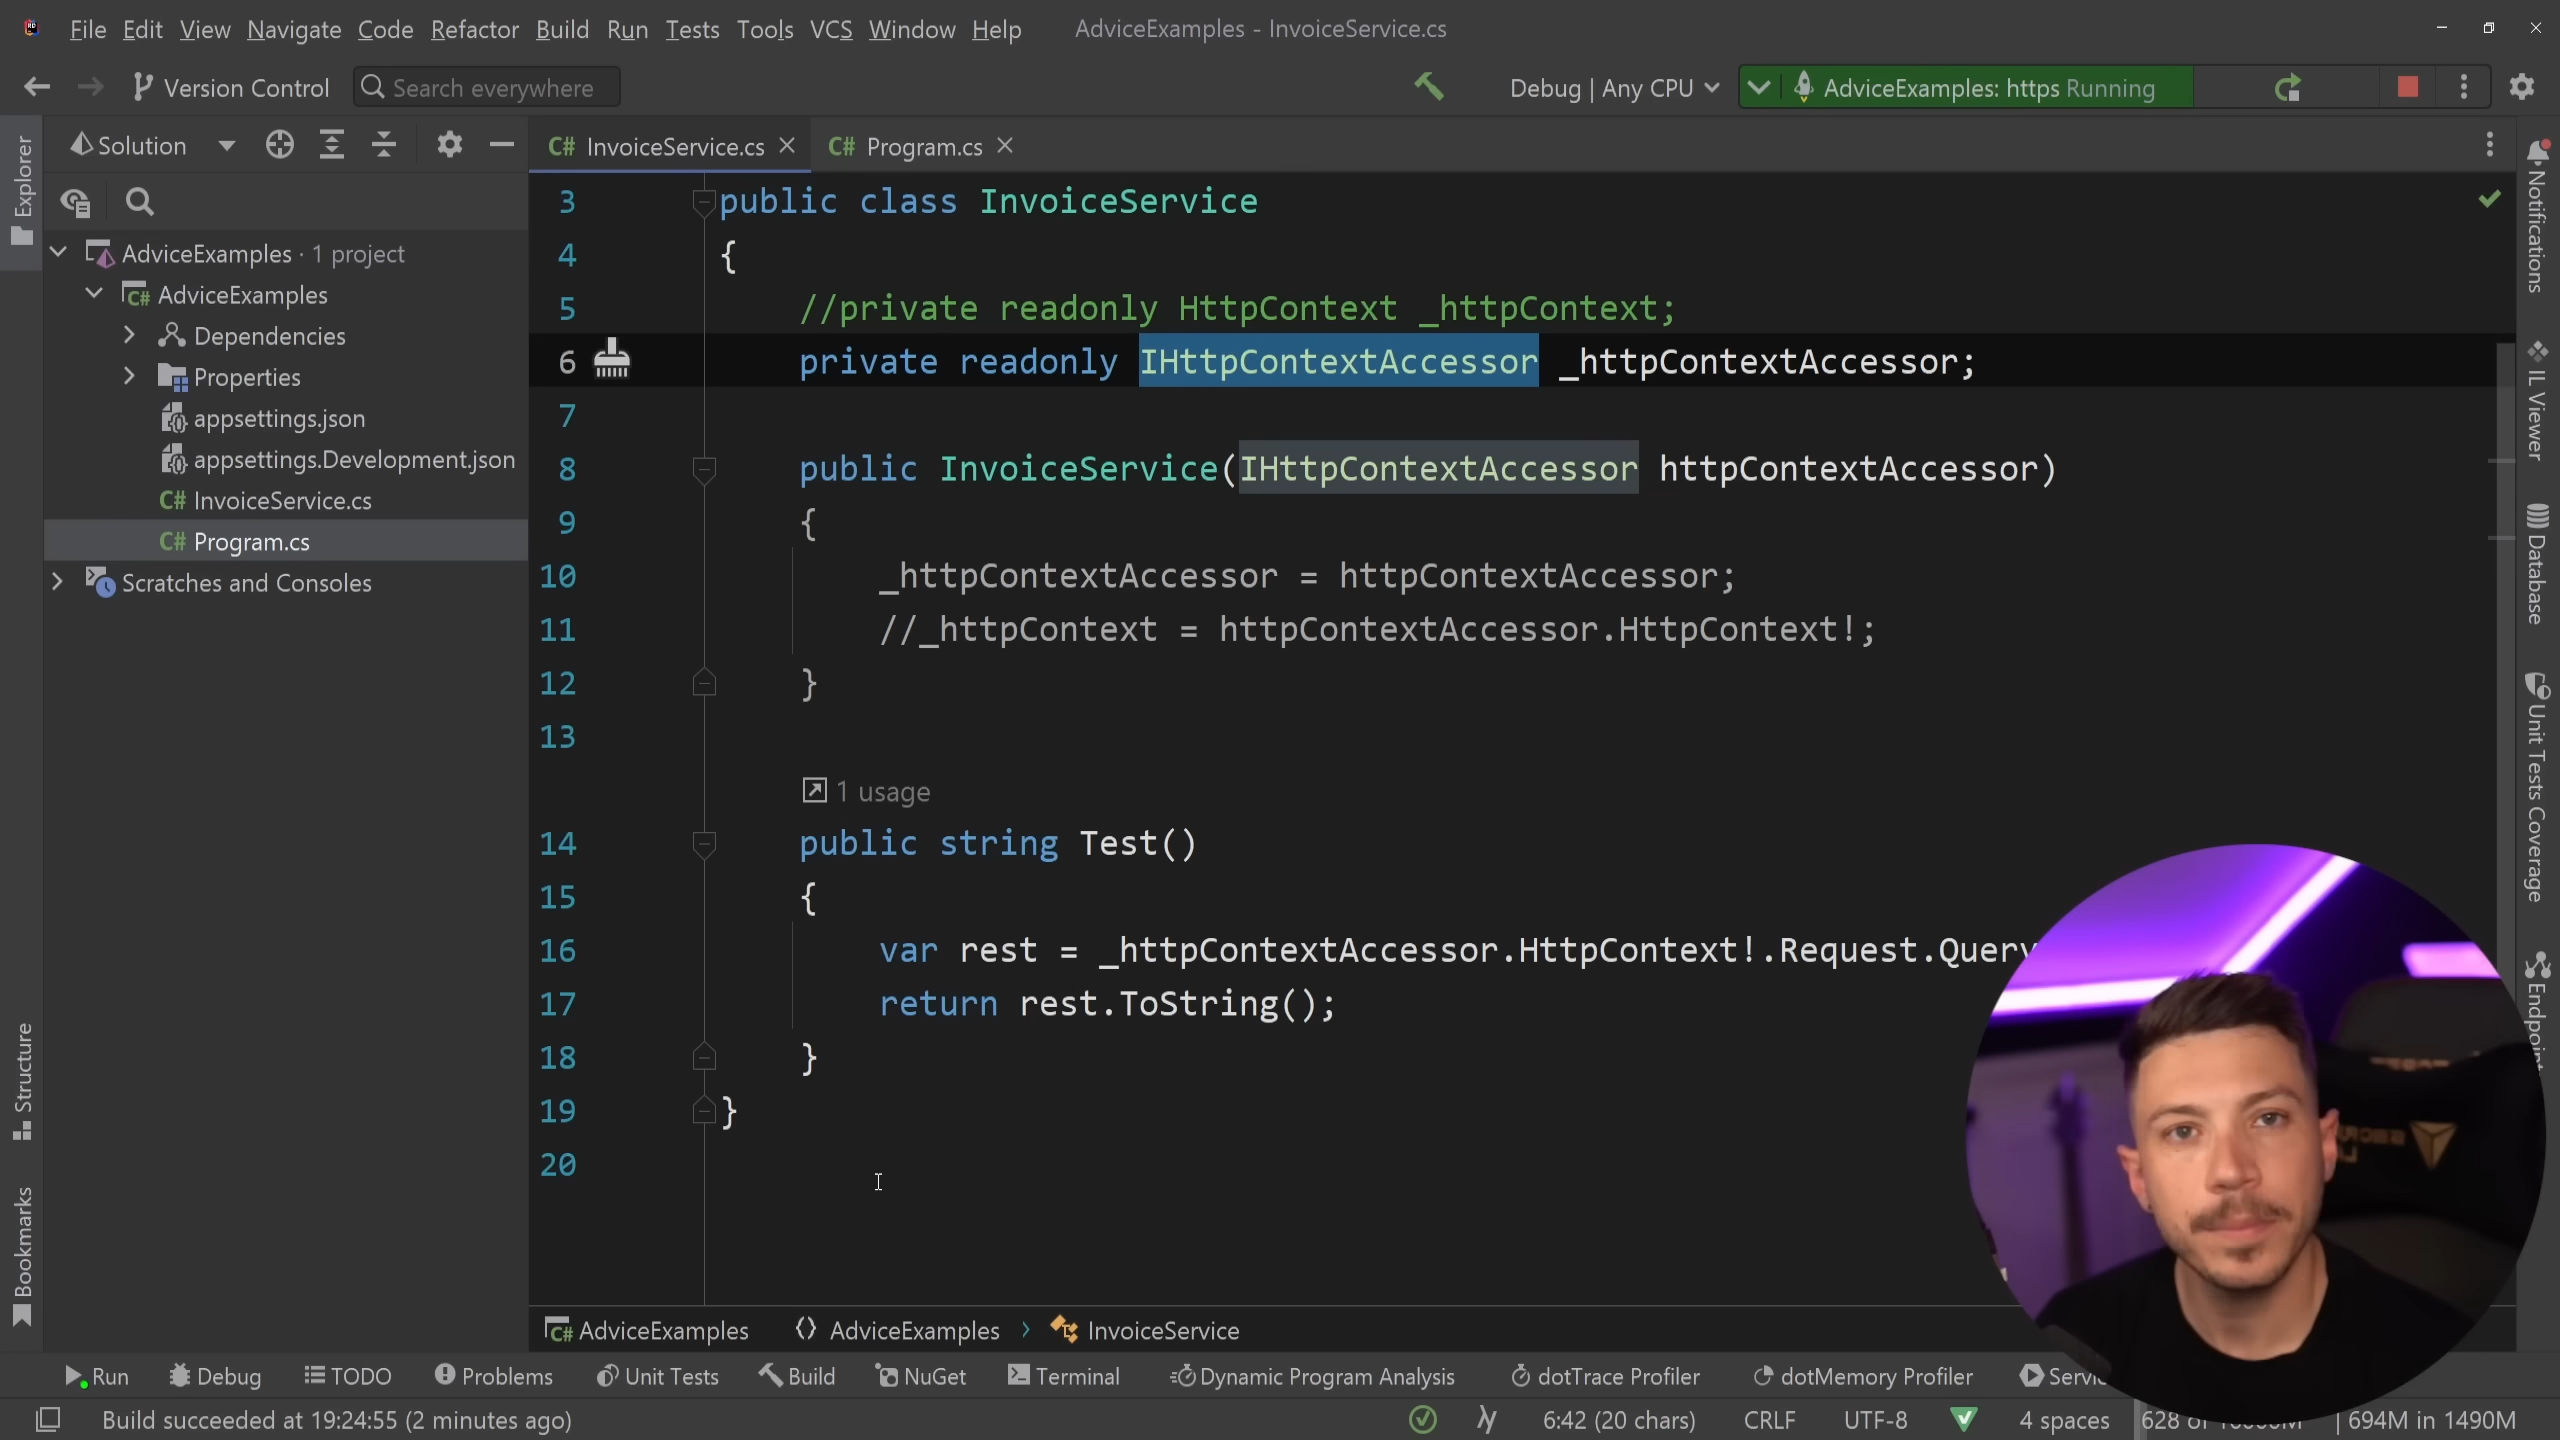 File Edit View Navigate Code Refactor Build Run Tests Tools VCS Window Help AdviceExamples - InvoiceService.cs
Version Control Search everywhere Debug | Any CPU AdviceExamples: https Running
Explorer
Solution
InvoiceService.cs
Program.cs
AdviceExamples · 1 project
AdviceExamples
Dependencies
Properties
appsettings.json
appsettings.Development.json
InvoiceService.cs
Program.cs
Scratches and Consoles
Structure
Bookmarks
3 public class InvoiceService
4 {
5 //private readonly HttpContext _httpContext;
6 private readonly IHttpContextAccessor _httpContextAccessor;
7
8 public InvoiceService(IHttpContextAccessor httpContextAccessor)
9 {
10 _httpContextAccessor = httpContextAccessor;
11 //_httpContext = httpContextAccessor.HttpContext!;
12 }
13
1 usage
14 public string Test()
15 {
16 var rest = _httpContextAccessor.HttpContext!.Request.Query
17 return rest.ToString();
18 }
19 }
20
Notifications
IL Viewer
Database
Unit Tests Coverage
AdviceExamples AdviceExamples › InvoiceService
Run Debug TODO Problems Unit Tests Build NuGet Terminal Dynamic Program Analysis dotTrace Profiler dotMemory Profiler
Build succeeded at 19:24:55 (2 minutes ago) 6:42 (20 chars) CRLF UTF-8 4 spaces 694M in 1490M